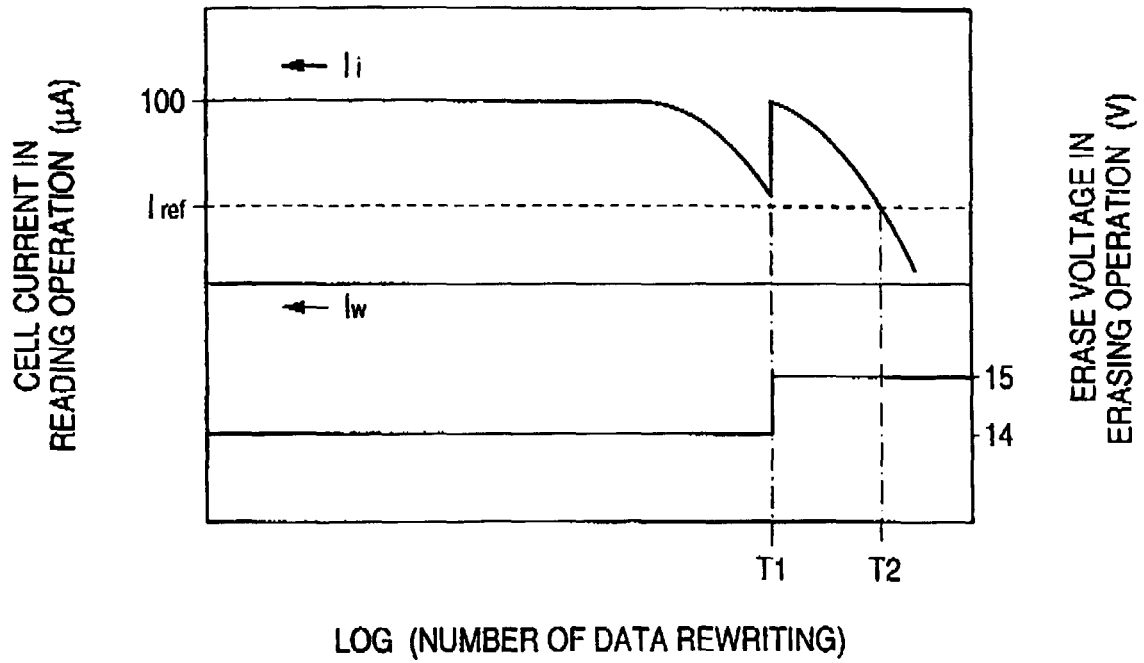 CELL CURRENT IN
READING OPERATION (μA)
Ii
100
Iref
Iw
15
14
ERASE VOLTAGE IN
ERASING OPERATION (V)
T1
T2
LOG (NUMBER OF DATA REWRITING)